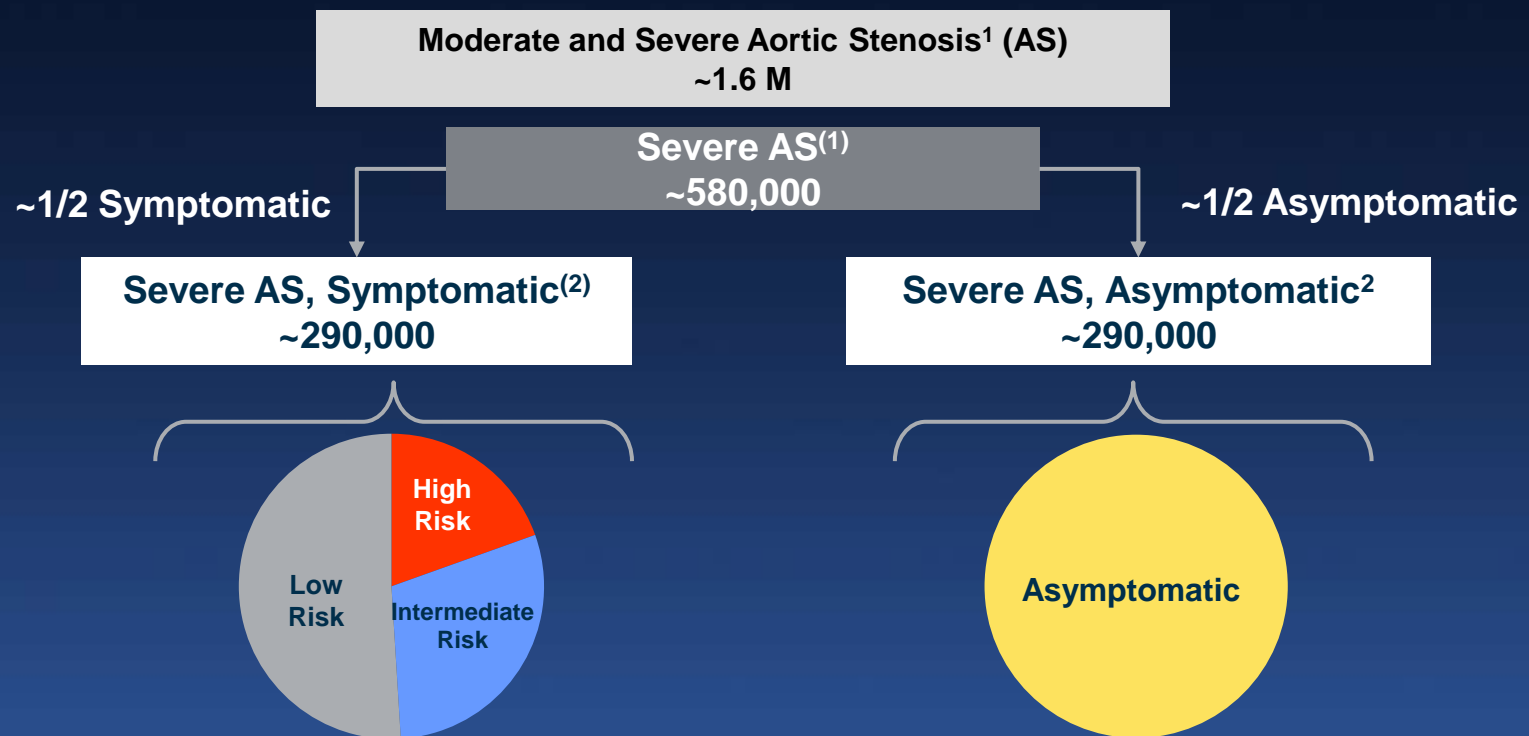 Moderate and Severe Aortic Stenosis¹ (AS)
~1.6 M
Severe AS⁽¹⁾
~580,000
~1/2 Symptomatic
~1/2 Asymptomatic
Severe AS, Symptomatic⁽²⁾
~290,000
Severe AS, Asymptomatic²
~290,000
High
Risk
Low
Risk
Intermediate
Risk
Asymptomatic